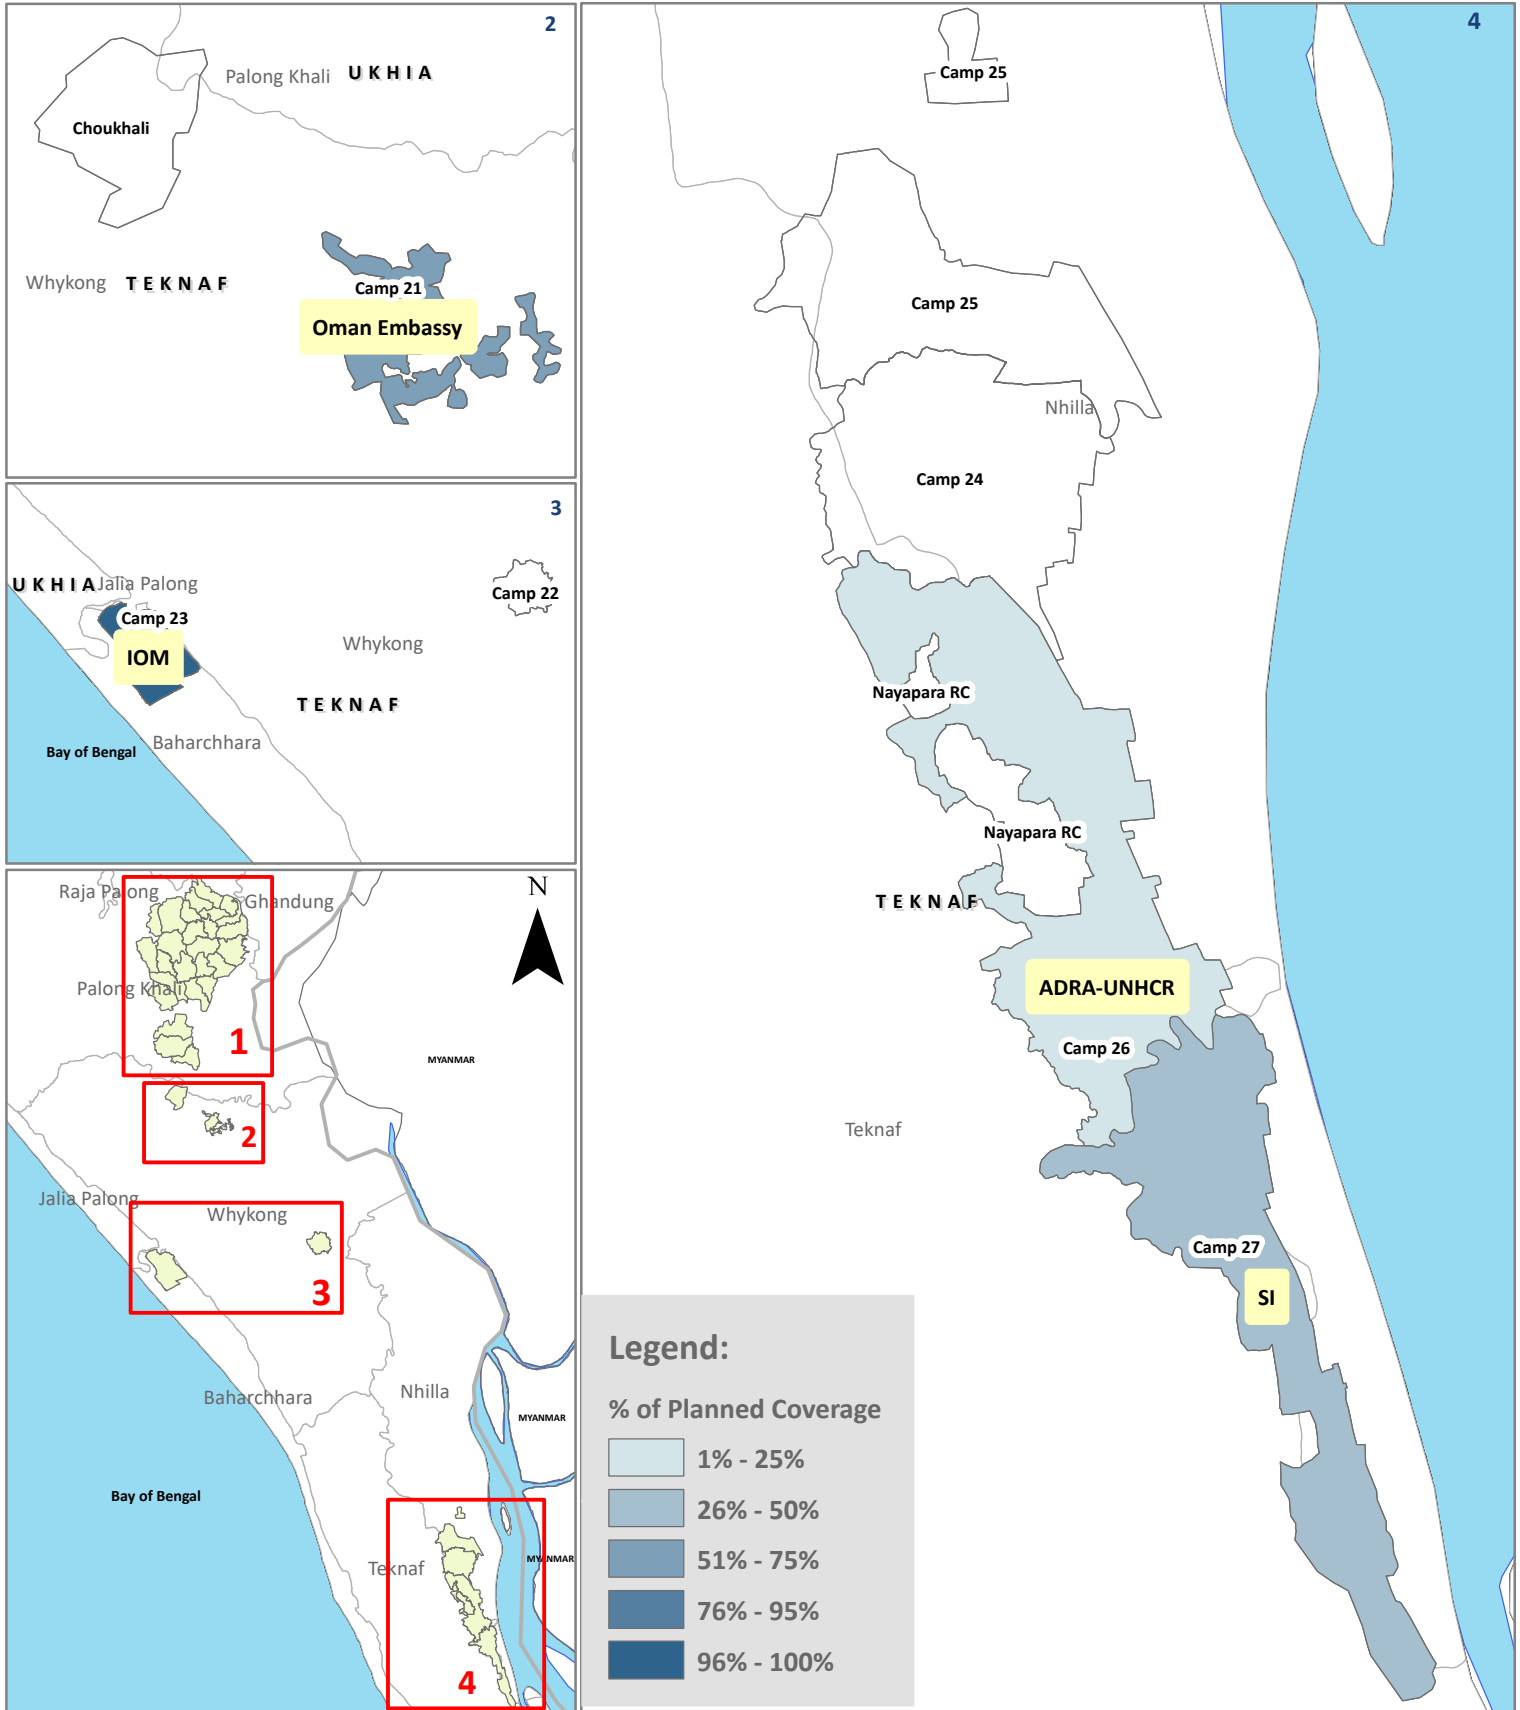 2
Palong Khali UKHIA
Choukhali
Whykong TEKNAF
Camp 21
Oman Embassy
3
UKHIA Jalia Palong
Camp 22
Camp 23
IOM
Whykong
TEKNAF
Baharchhara
Bay of Bengal
N
Raja Palong
Ghandung
Palong Khali
1
MYANMAR
2
Jalia Palong
Whykong
3
Baharchhara
Nhilla
MYANMAR
Bay of Bengal
Teknaf
MYANMAR
4
4
Camp 25
Camp 25
Nhilla
Camp 24
Nayapara RC
Nayapara RC
TEKNAF
ADRA-UNHCR
Camp 26
Teknaf
Camp 27
SI
Legend:
% of Planned Coverage
1% - 25%
26% - 50%
51% - 75%
76% - 95%
96% - 100%